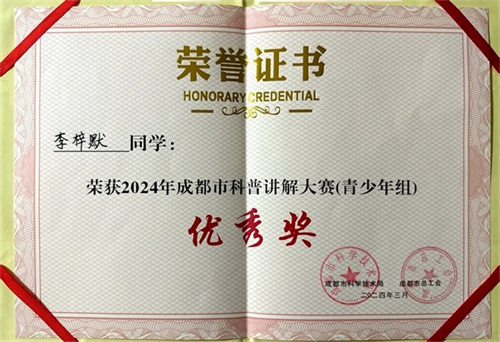 荣誉证书
HONORARY CREDENTIAL
李梓默 同学：
荣获2024年成都市科普讲解大赛(青少年组)
优秀奖
成都市科学技术局 成都市总工会
二〇二四年三月